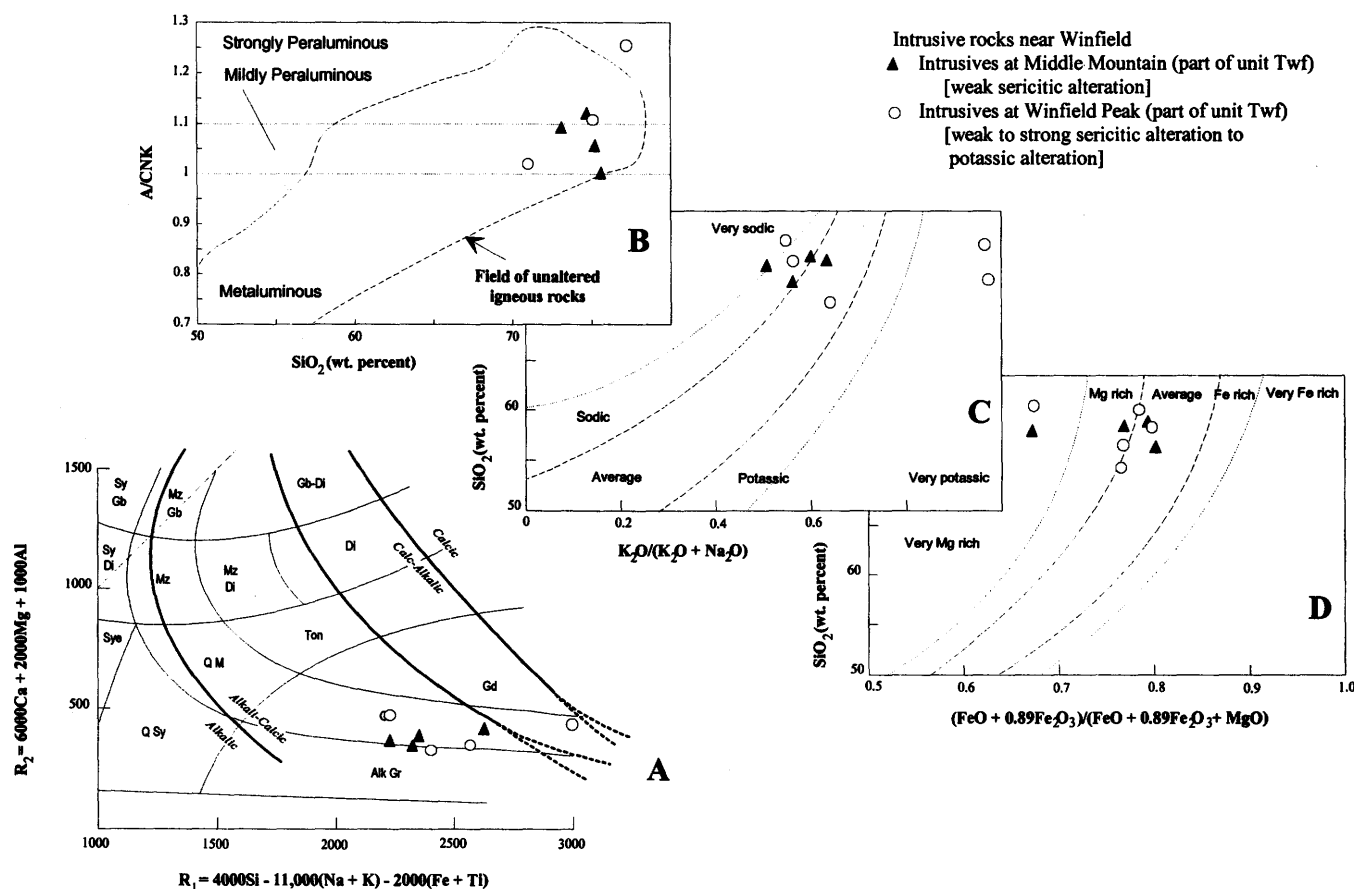 1.3
1.2
1.1
1
0.9
0.8
0.7
A/CNK
Strongly Peraluminous
Mildly Peraluminous
Metaluminous
Field of unaltered
igneous rocks
B
50
60
70
SiO2 (wt. percent)
Intrusive rocks near Winfield
▲ Intrusives at Middle Mountain (part of unit Twf)
[weak sericitic alteration]
○ Intrusives at Winfield Peak (part of unit Twf)
[weak to strong sericitic alteration to
potassic alteration]
Very sodic
Sodic
Average
Potassic
Very potassic
C
60
50
SiO2 (wt. percent)
0
0.2
0.4
0.6
K2O/(K2O + Na2O)
Mg rich
Average
Fe rich
Very Fe rich
Very Mg rich
D
60
50
SiO2 (wt. percent)
0.5
0.6
0.7
0.8
0.9
1.0
(FeO + 0.89Fe2O3)/(FeO + 0.89Fe2O3+ MgO)
1500
1000
500
R2 = 6000Ca + 2000Mg + 1000Al
Sy
Gb
Mz
Gb
Gb-Di
Sy
Di
Mz
Mz
Di
Di
Calcic
Calc-Alkalic
Sye
Q M
Ton
Gd
Alkali-Calcic
Alkalic
Q Sy
Alk Gr
A
1000
1500
2000
2500
3000
R1 = 4000Si - 11,000(Na + K) - 2000(Fe + Ti)